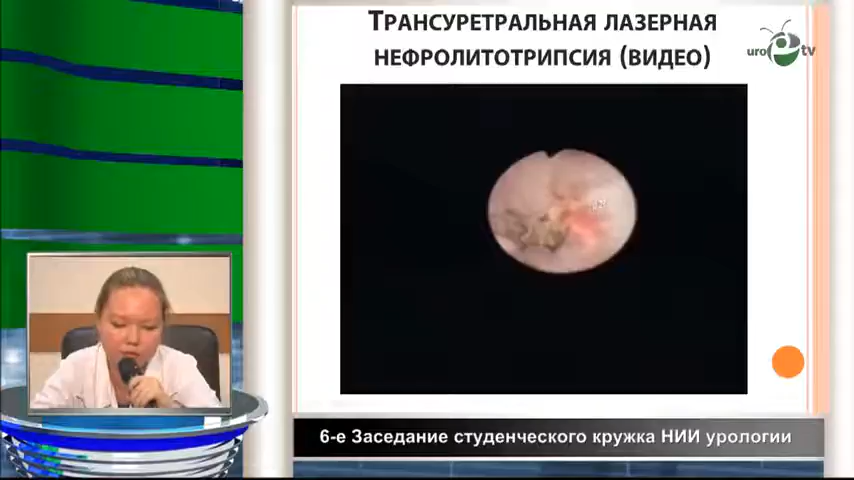 Трансуретральная лазерная
нефролитотрипсия (видео)
uro tv
6-е Заседание студенческого кружка НИИ урологии